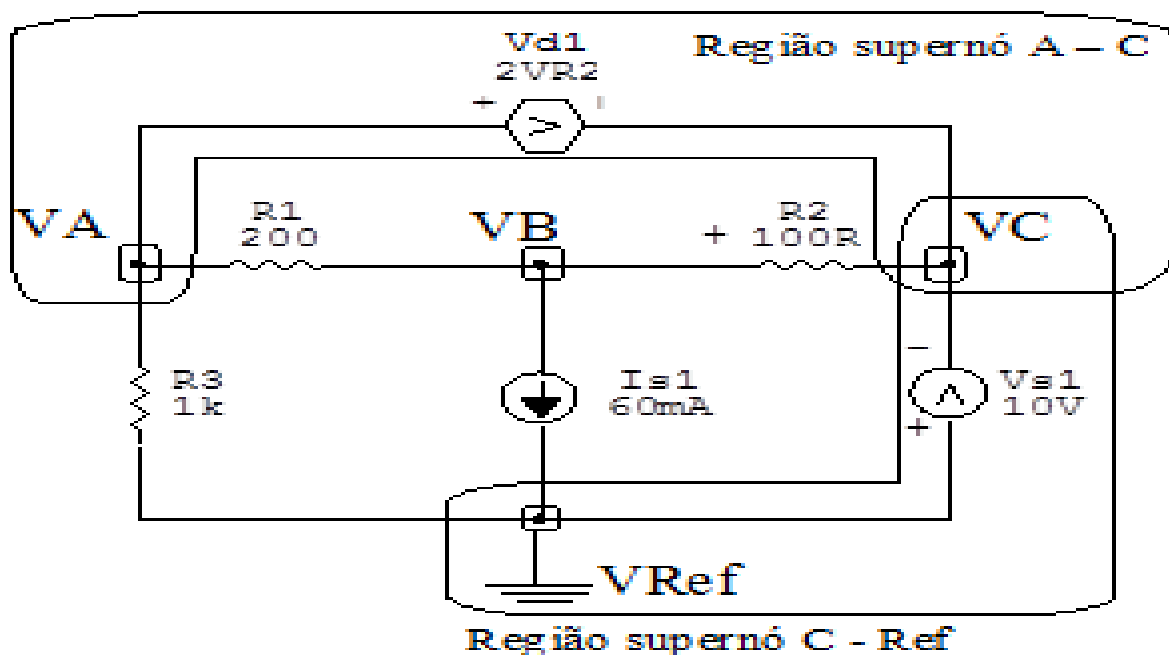 Vd1
Região supernó A – C
2VR2
+
VA
R1
200
VB
R2
+ 100R
VC
R3
1k
Is1
60mA
–
Vs1
10V
+
VRef
Região supernó C - Ref